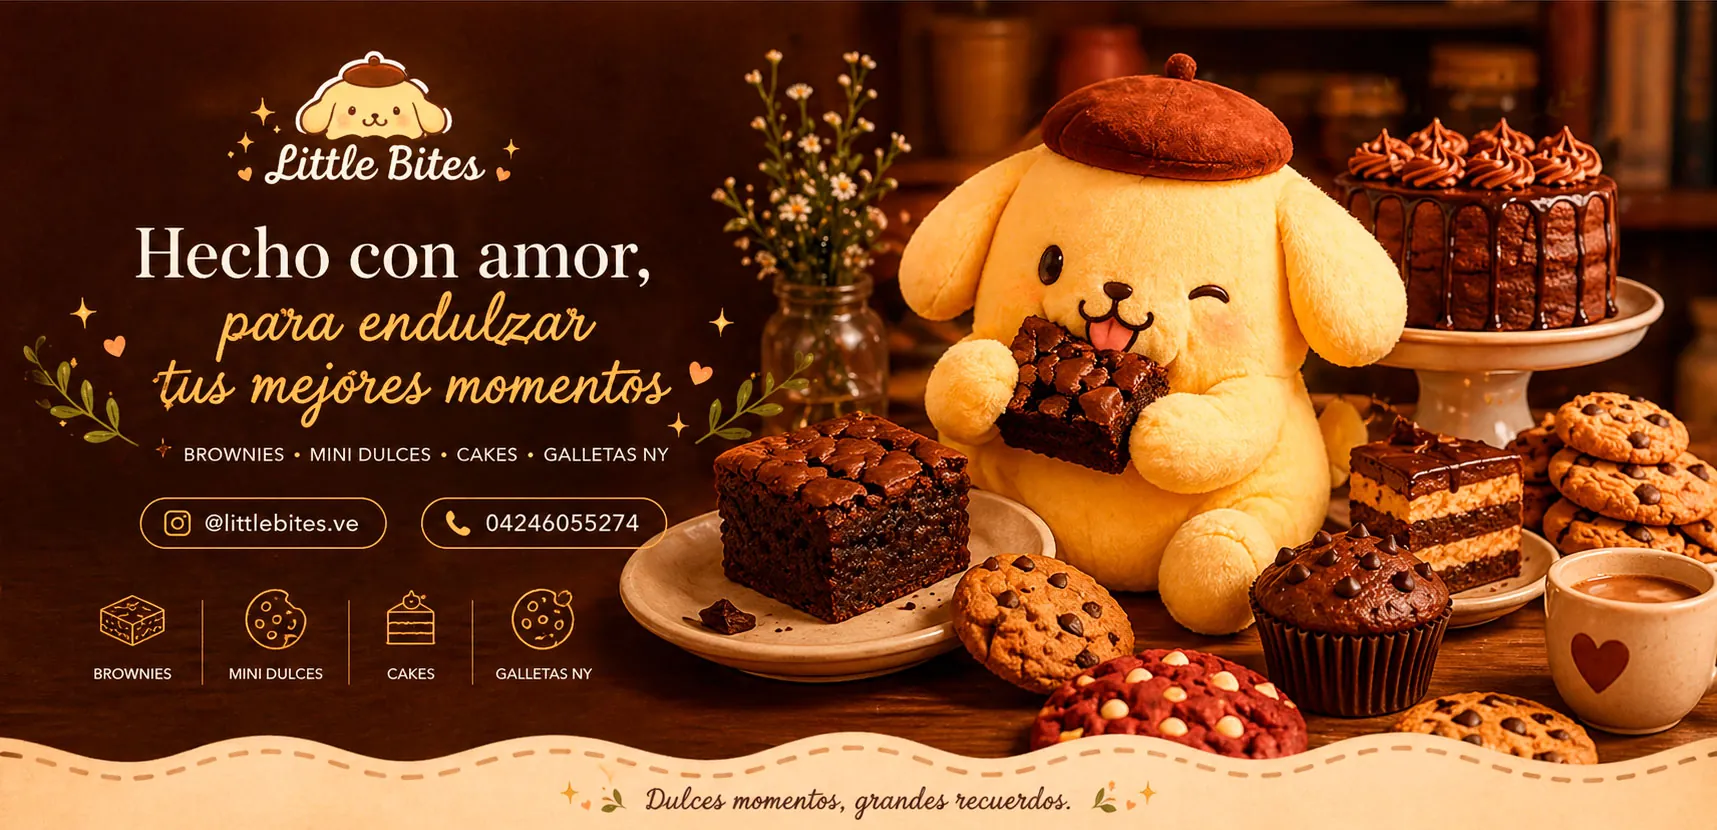 Little Bites
Hecho con amor,
para endulzar
tus mejores momentos
BROWNIES • MINI DULCES • CAKES • GALLETAS NY
@littlebites.ve
04246055274
BROWNIES
MINI DULCES
CAKES
GALLETAS NY
Dulces momentos, grandes recuerdos.